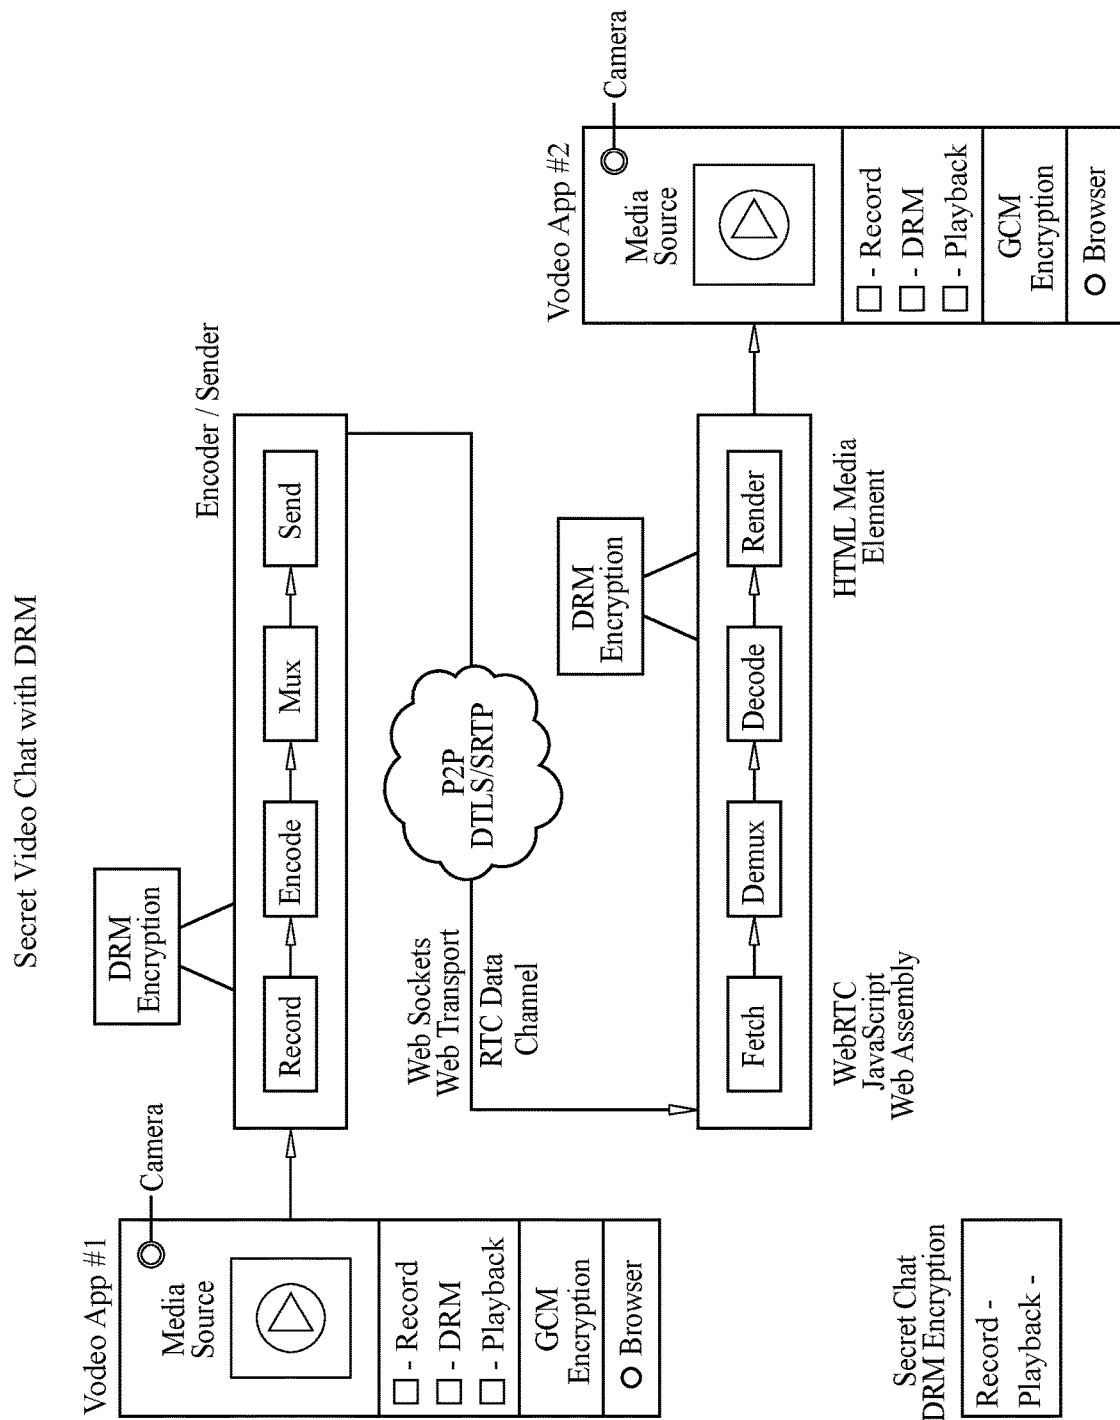 Secret Video Chat with DRM
Vodeo App #1
Camera
Media
Source
- Record
- DRM
- Playback
GCM
Encryption
Browser
DRM
Encryption
Encoder / Sender
Record
Encode
Mux
Send
Web Sockets
Web Transport
RTC Data
Channel
P2P
DTLS/SRTP
DRM
Encryption
Fetch
Demux
Decode
Render
WebRTC
JavaScript
Web Assembly
HTML Media
Element
Vodeo App #2
Camera
Media
Source
- Record
- DRM
- Playback
GCM
Encryption
Browser
Secret Chat
DRM Encryption
Record -
Playback -